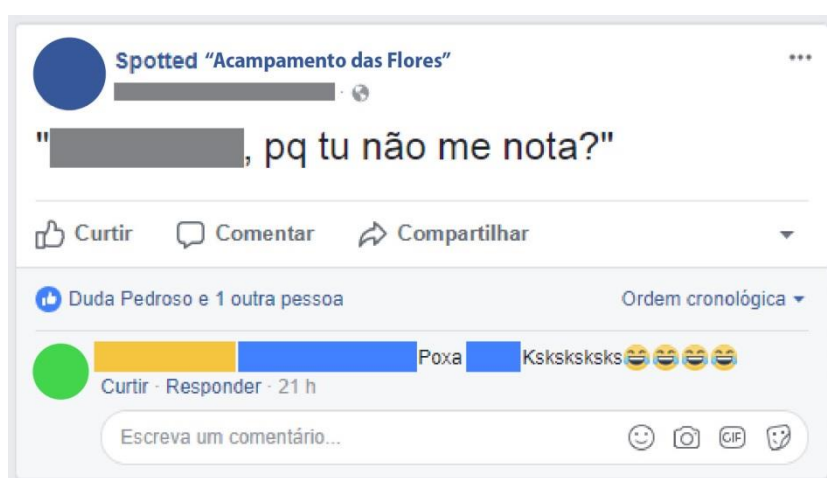 Spotted “Acampamento das Flores”
" , pq tu não me nota?"
Curtir Comentar Compartilhar
Duda Pedroso e 1 outra pessoa Ordem cronológica
Poxa Ksksksksks😂😂😂😂
Curtir · Responder · 21 h
Escreva um comentário... GIF